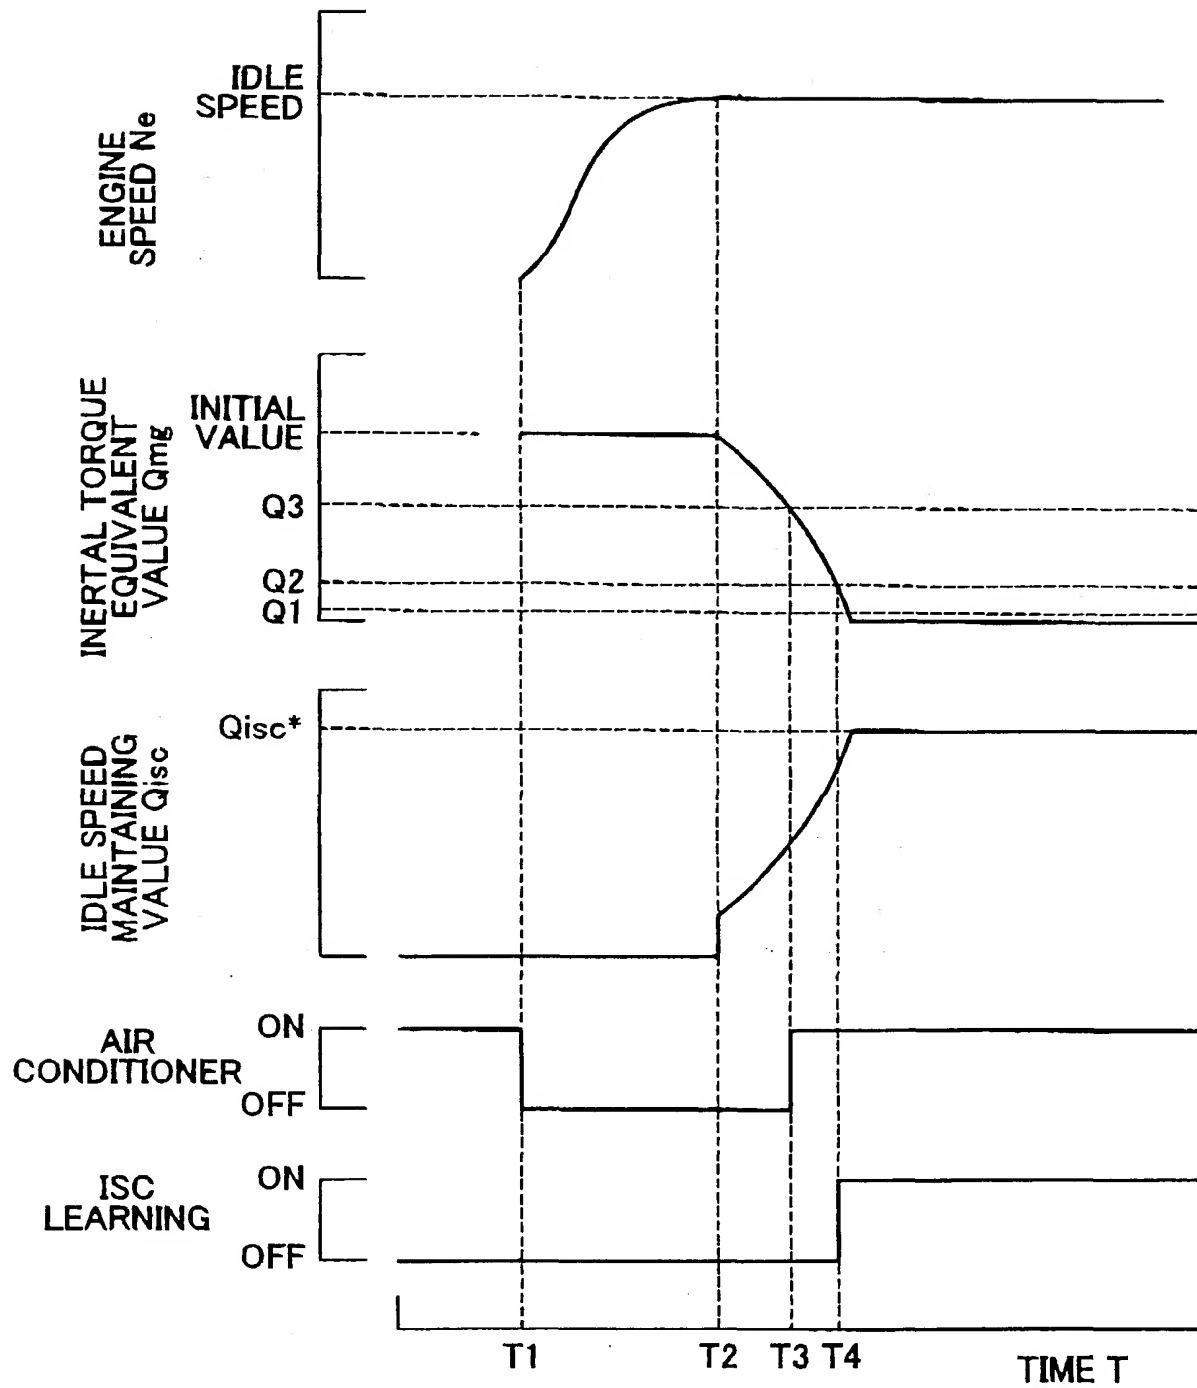 IDLE
SPEED
ENGINE
SPEED Ne
INITIAL
VALUE
Q3
Q2
Q1
INERTAL TORQUE
EQUIVALENT
VALUE Qmg
Qisc*
IDLE SPEED
MAINTAINING
VALUE Qisc
ON
AIR
CONDITIONER
OFF
ON
ISC
LEARNING
OFF
T1 T2 T3 T4
TIME T